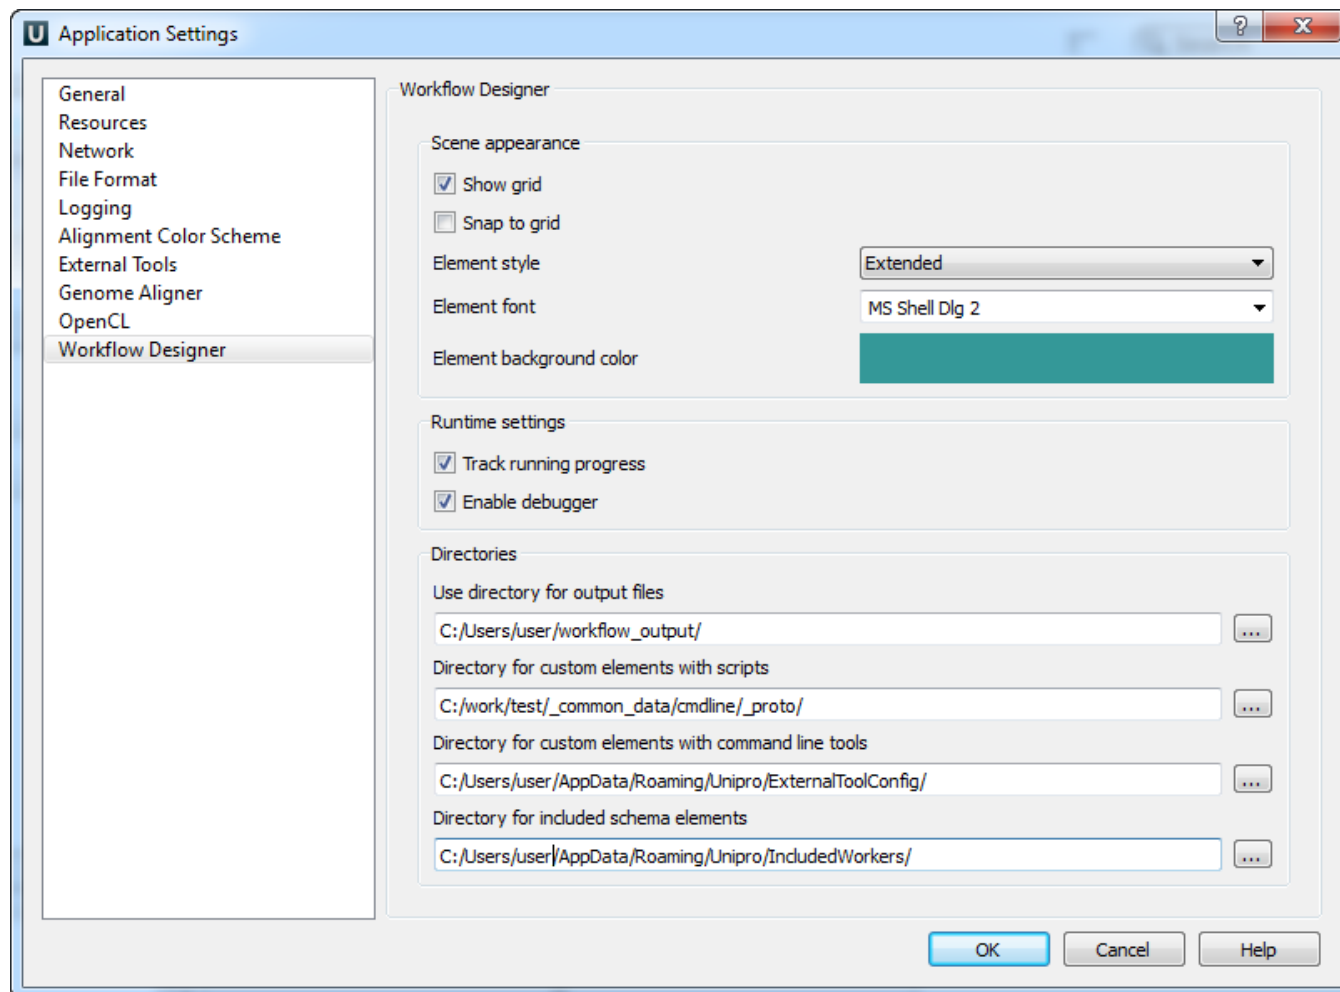 U Application Settings
?
X
General
Resources
Network
File Format
Logging
Alignment Color Scheme
External Tools
Genome Aligner
OpenCL
Workflow Designer
Workflow Designer
Scene appearance
Show grid
Snap to grid
Element style
Extended
Element font
MS Shell Dlg 2
Element background color
Runtime settings
Track running progress
Enable debugger
Directories
Use directory for output files
C:/Users/user/workflow_output/
...
Directory for custom elements with scripts
C:/work/test/_common_data/cmdline/_proto/
...
Directory for custom elements with command line tools
C:/Users/user/AppData/Roaming/Unipro/ExternalToolConfig/
...
Directory for included schema elements
C:/Users/user/AppData/Roaming/Unipro/IncludedWorkers/
...
OK
Cancel
Help